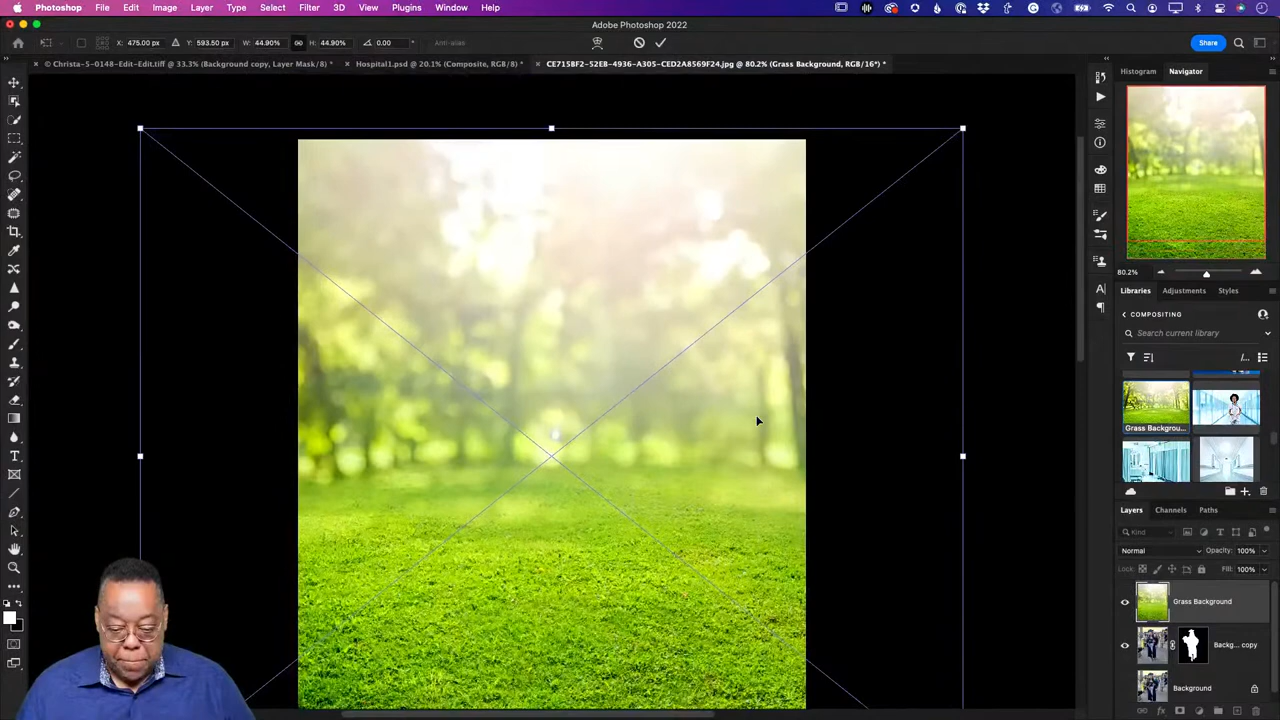 Photoshop File Edit Image Layer Type Select Filter 3D View Plugins Window Help
Adobe Photoshop 2022
X: 475.00 px Y: 593.50 px W: 44.90% H: 44.90% 0.00 Anti-alias Share
© Christa-5-0148-Edit-Edit.tiff @ 33.3% (Background copy, Layer Mask/8) * Hospital1.psd @ 20.1% (Composite, RGB/8) * CE715BF2-52EB-4936-A305-CED2A8569F24.jpg @ 80.2% (Grass Background, RGB/16*) *
Histogram Navigator
80.2%
Libraries Adjustments Styles
COMPOSITING
Search current library
Grass Backgrou...
Layers Channels Paths
Kind
Normal Opacity: 100%
Lock: Fill: 100%
Grass Background
Backg... copy
Background